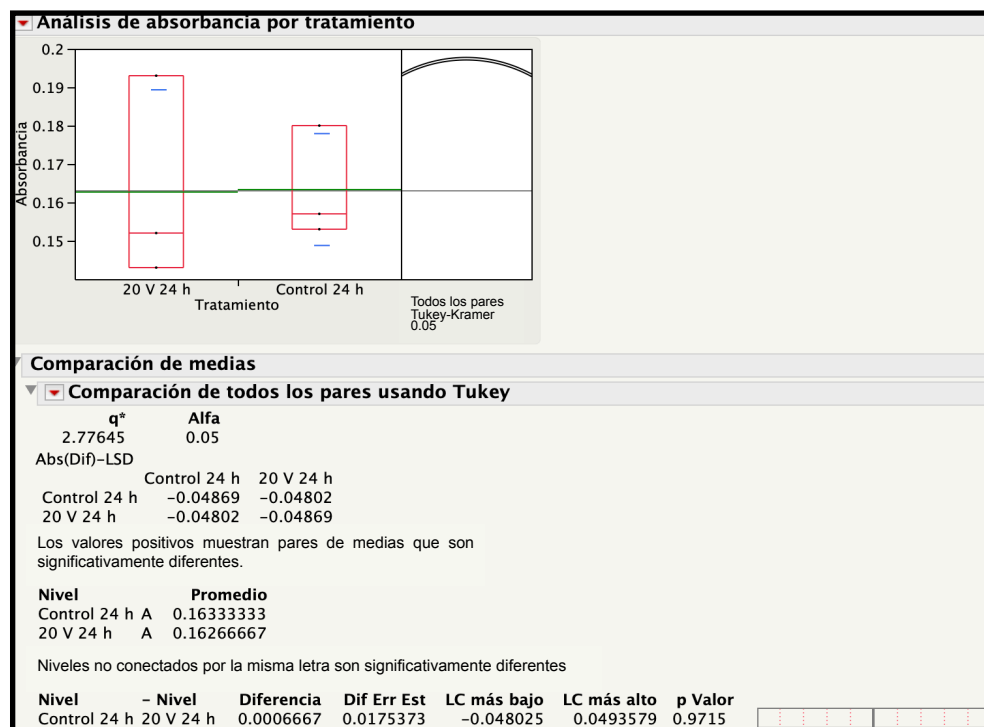 Análisis de absorbancia por tratamiento
0.2
0.19
0.18
0.17
0.16
0.15
Absorbancia
20 V 24 h Control 24 h
Tratamiento
Todos los pares
Tukey-Kramer
0.05
Comparación de medias
Comparación de todos los pares usando Tukey
q* Alfa
2.77645 0.05
Abs(Dif)-LSD
Control 24 h 20 V 24 h
Control 24 h -0.04869 -0.04802
20 V 24 h -0.04802 -0.04869
Los valores positivos muestran pares de medias que son
significativamente diferentes.
Nivel Promedio
Control 24 h A 0.16333333
20 V 24 h A 0.16266667
Niveles no conectados por la misma letra son significativamente diferentes
Nivel - Nivel Diferencia Dif Err Est LC más bajo LC más alto p Valor
Control 24 h 20 V 24 h 0.0006667 0.0175373 -0.048025 0.0493579 0.9715